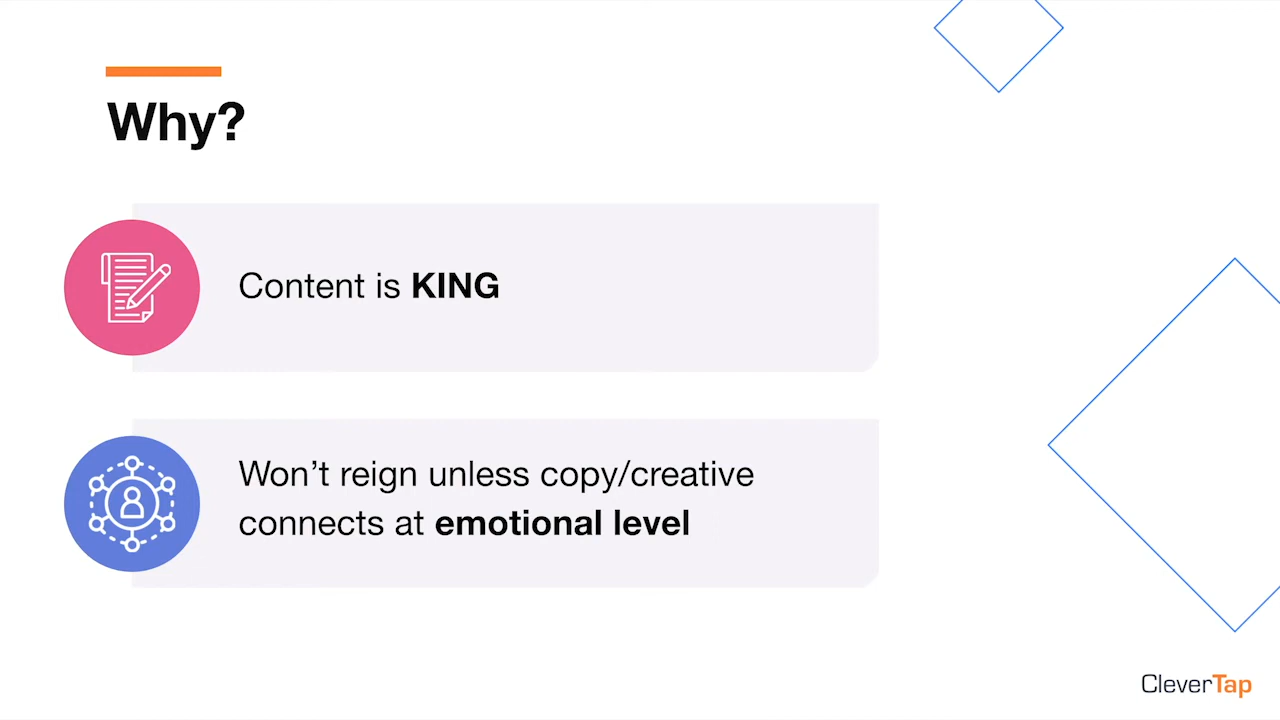 Why?
Content is KING
Won’t reign unless copy/creative
connects at emotional level
CleverTap